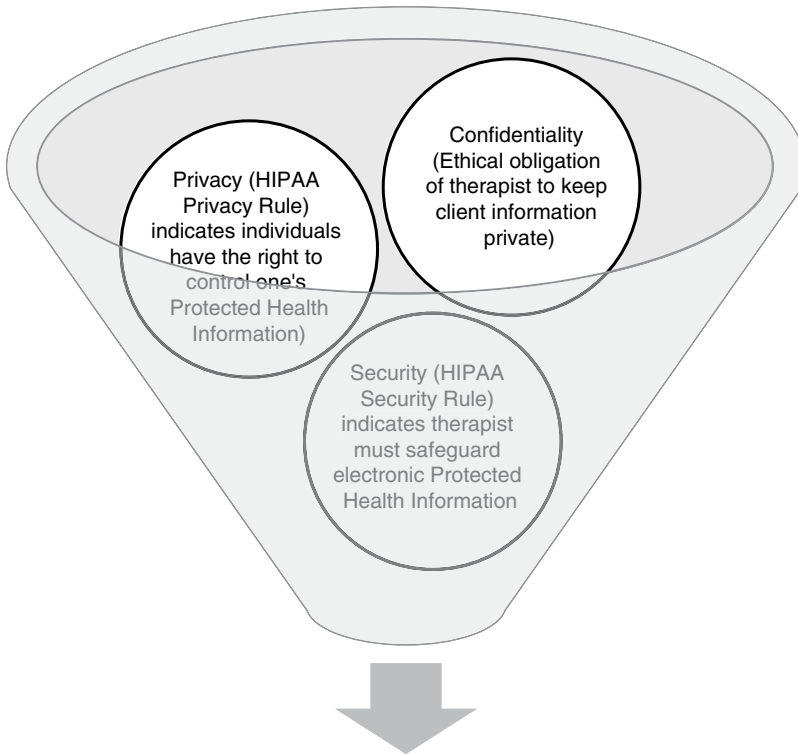 Privacy (HIPAA
Privacy Rule)
indicates individuals
have the right to
control one's
Protected Health
Information)
Confidentiality
(Ethical obligation
of therapist to keep
client information
private)
Security (HIPAA
Security Rule)
indicates therapist
must safeguard
electronic Protected
Health Information